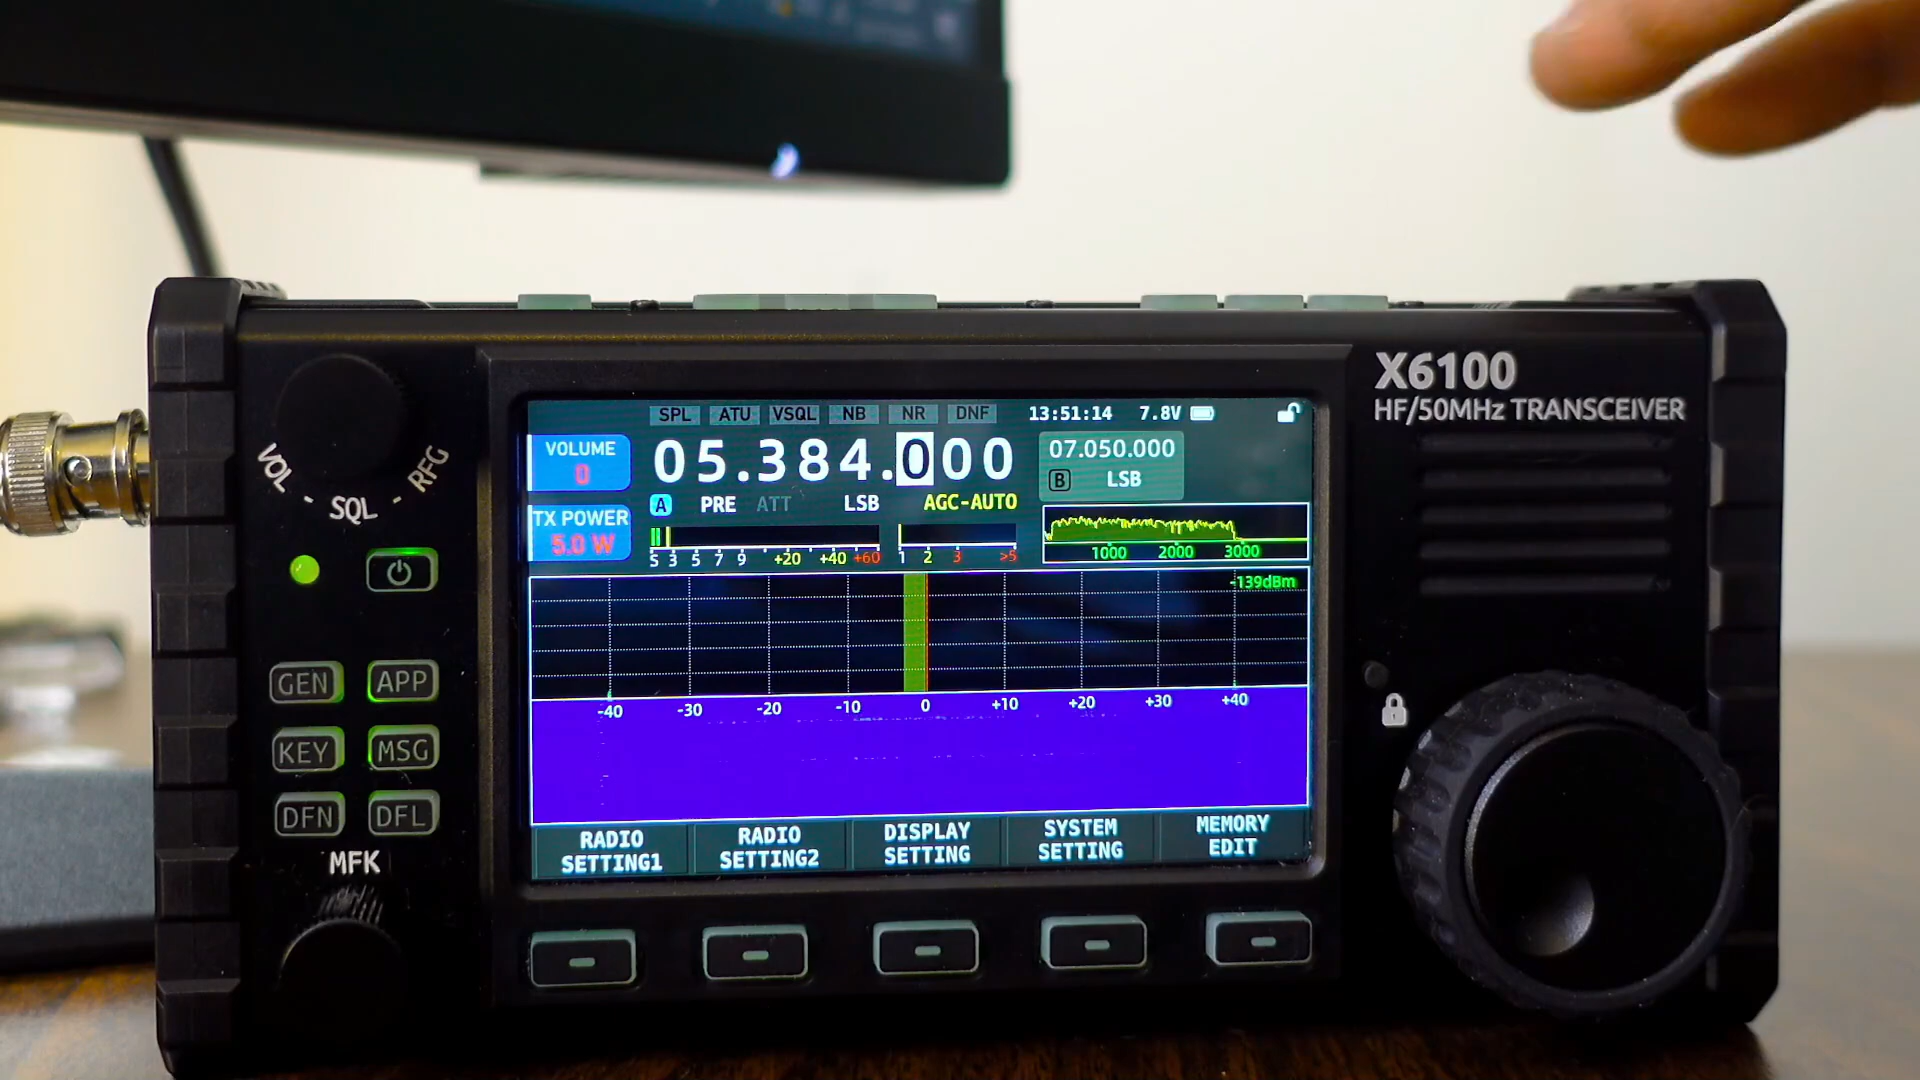 X6100
HF/50MHz TRANSCEIVER
VOL - SQL - RFG
SPL ATU VSQL NB NR DNF 13:51:14 7.8V
VOLUME
0
05.384.000
07.050.000
B LSB
A PRE ATT LSB AGC-AUTO
TX POWER
5.0 W
S 3 5 7 9 +20 +40 +60
1 2 3 >5
1000 2000 3000
-139dBm
-40 -30 -20 -10 0 +10 +20 +30 +40
RADIO SETTING1
RADIO SETTING2
DISPLAY SETTING
SYSTEM SETTING
MEMORY EDIT
GEN APP
KEY MSG
DFN DFL
MFK